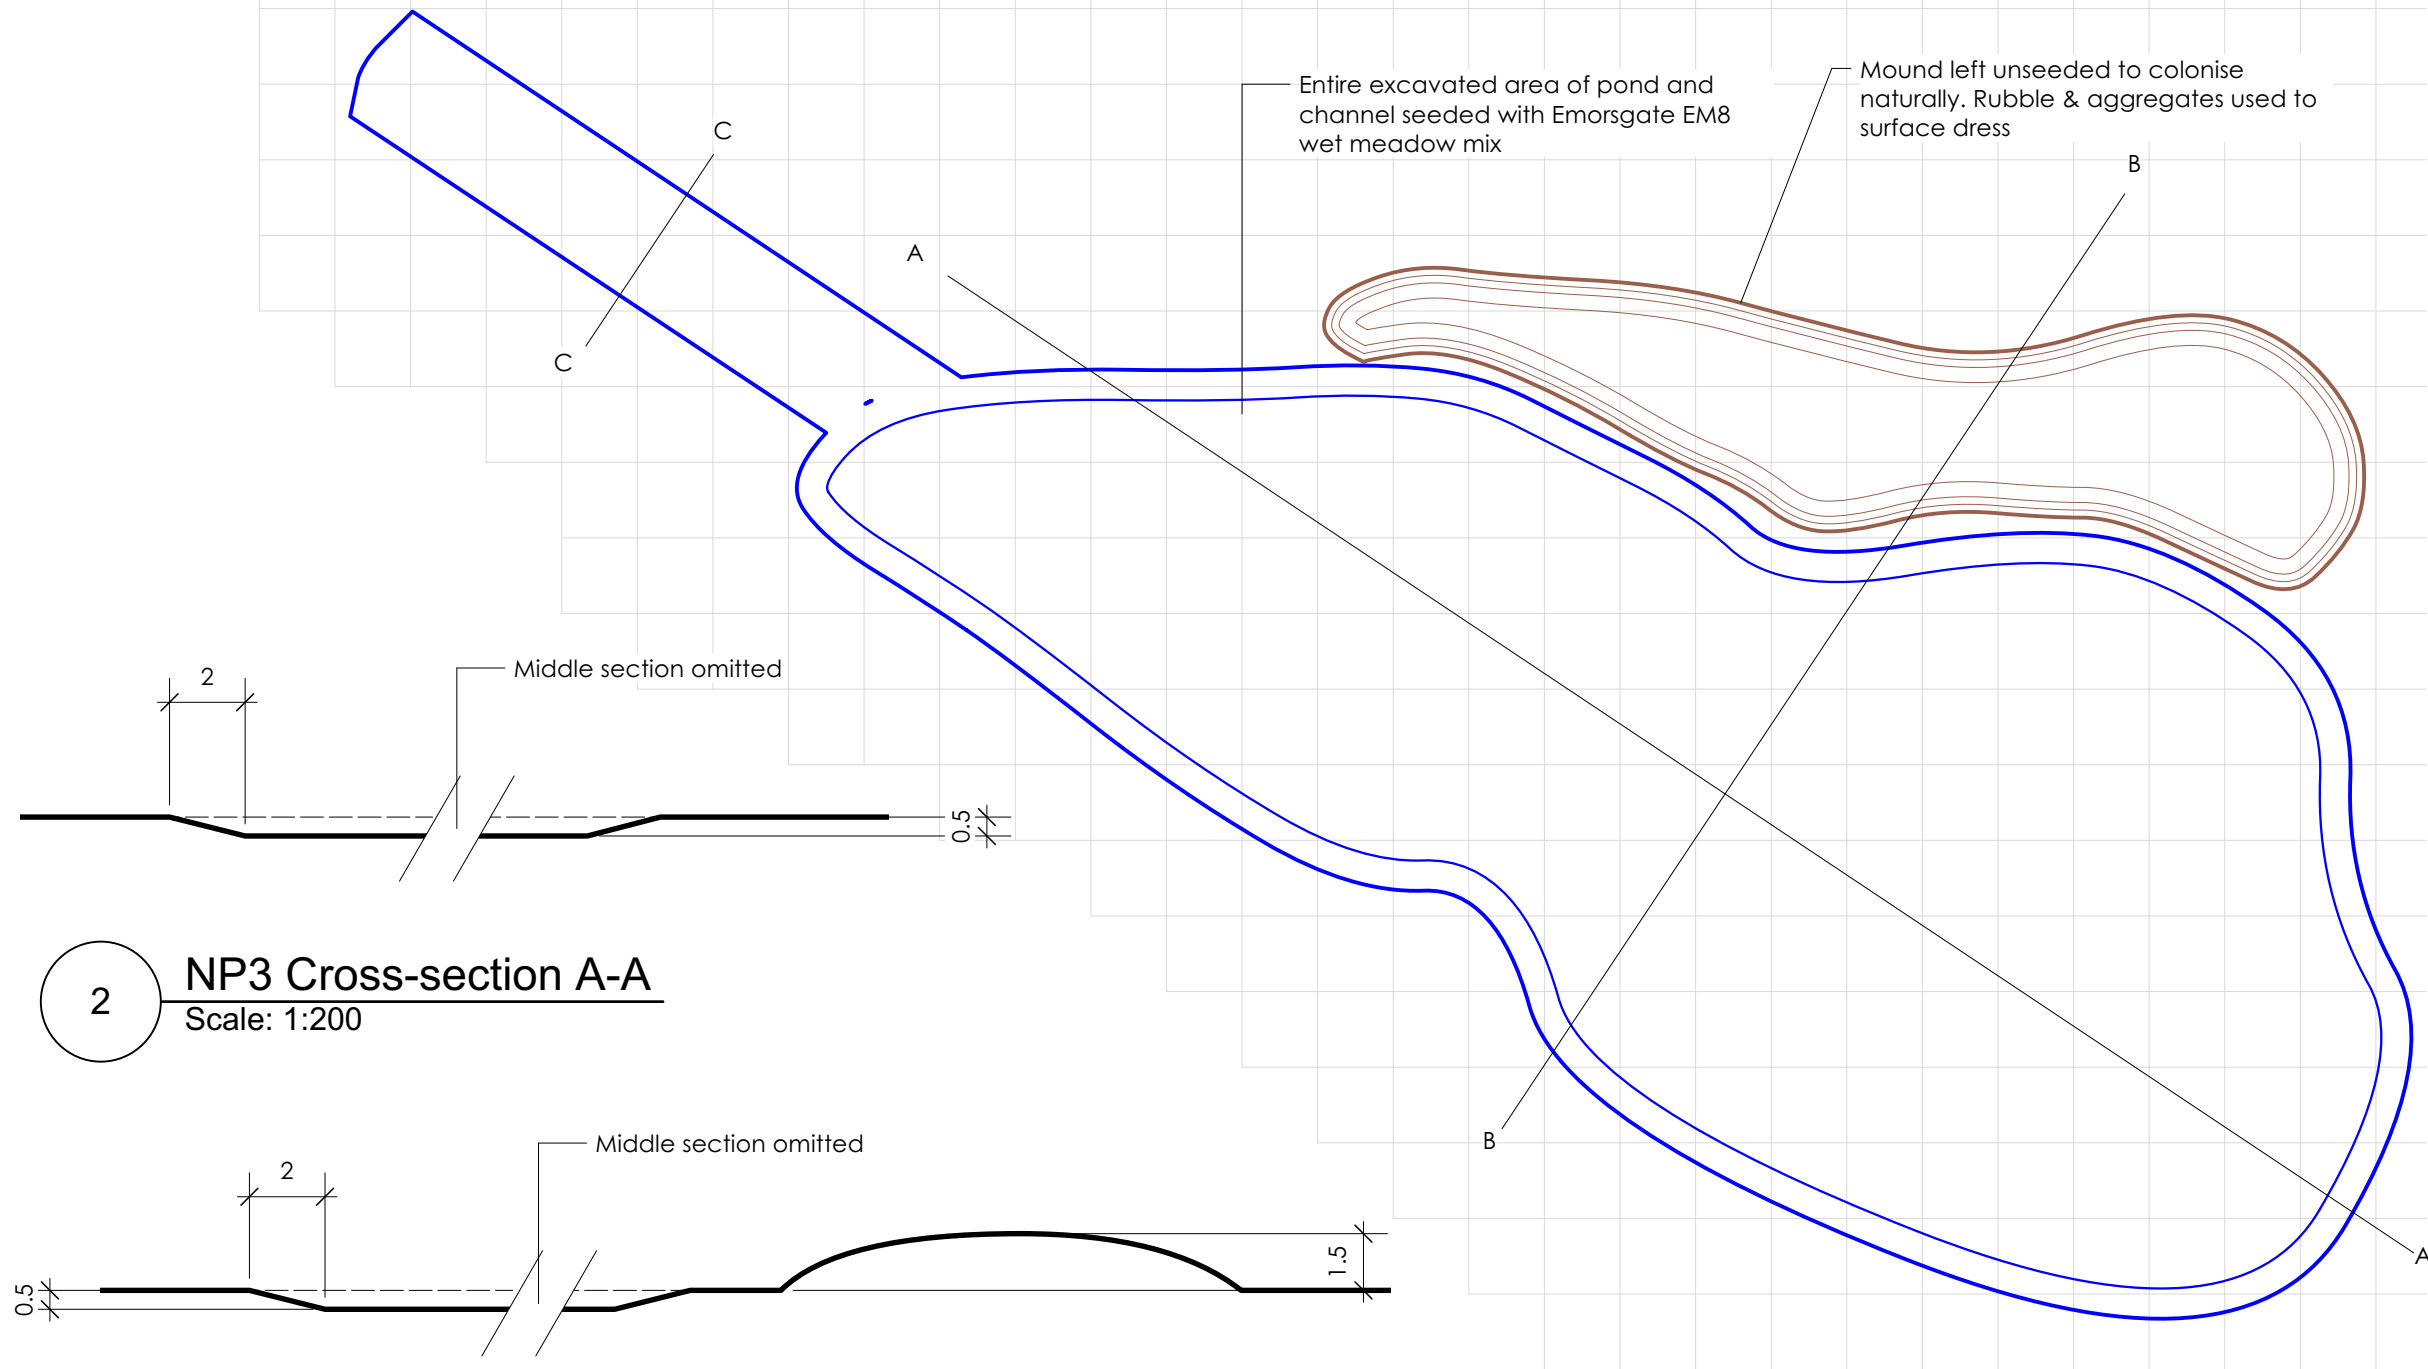 Entire excavated area of pond and
channel seeded with Emorsgate EM8
wet meadow mix
Mound left unseeded to colonise
naturally. Rubble & aggregates used to
surface dress
C
B
A
C
2
Middle section omitted
0.5
2
NP3 Cross-section A-A
Scale: 1:200
B
Middle section omitted
2
A
1.5
0.5